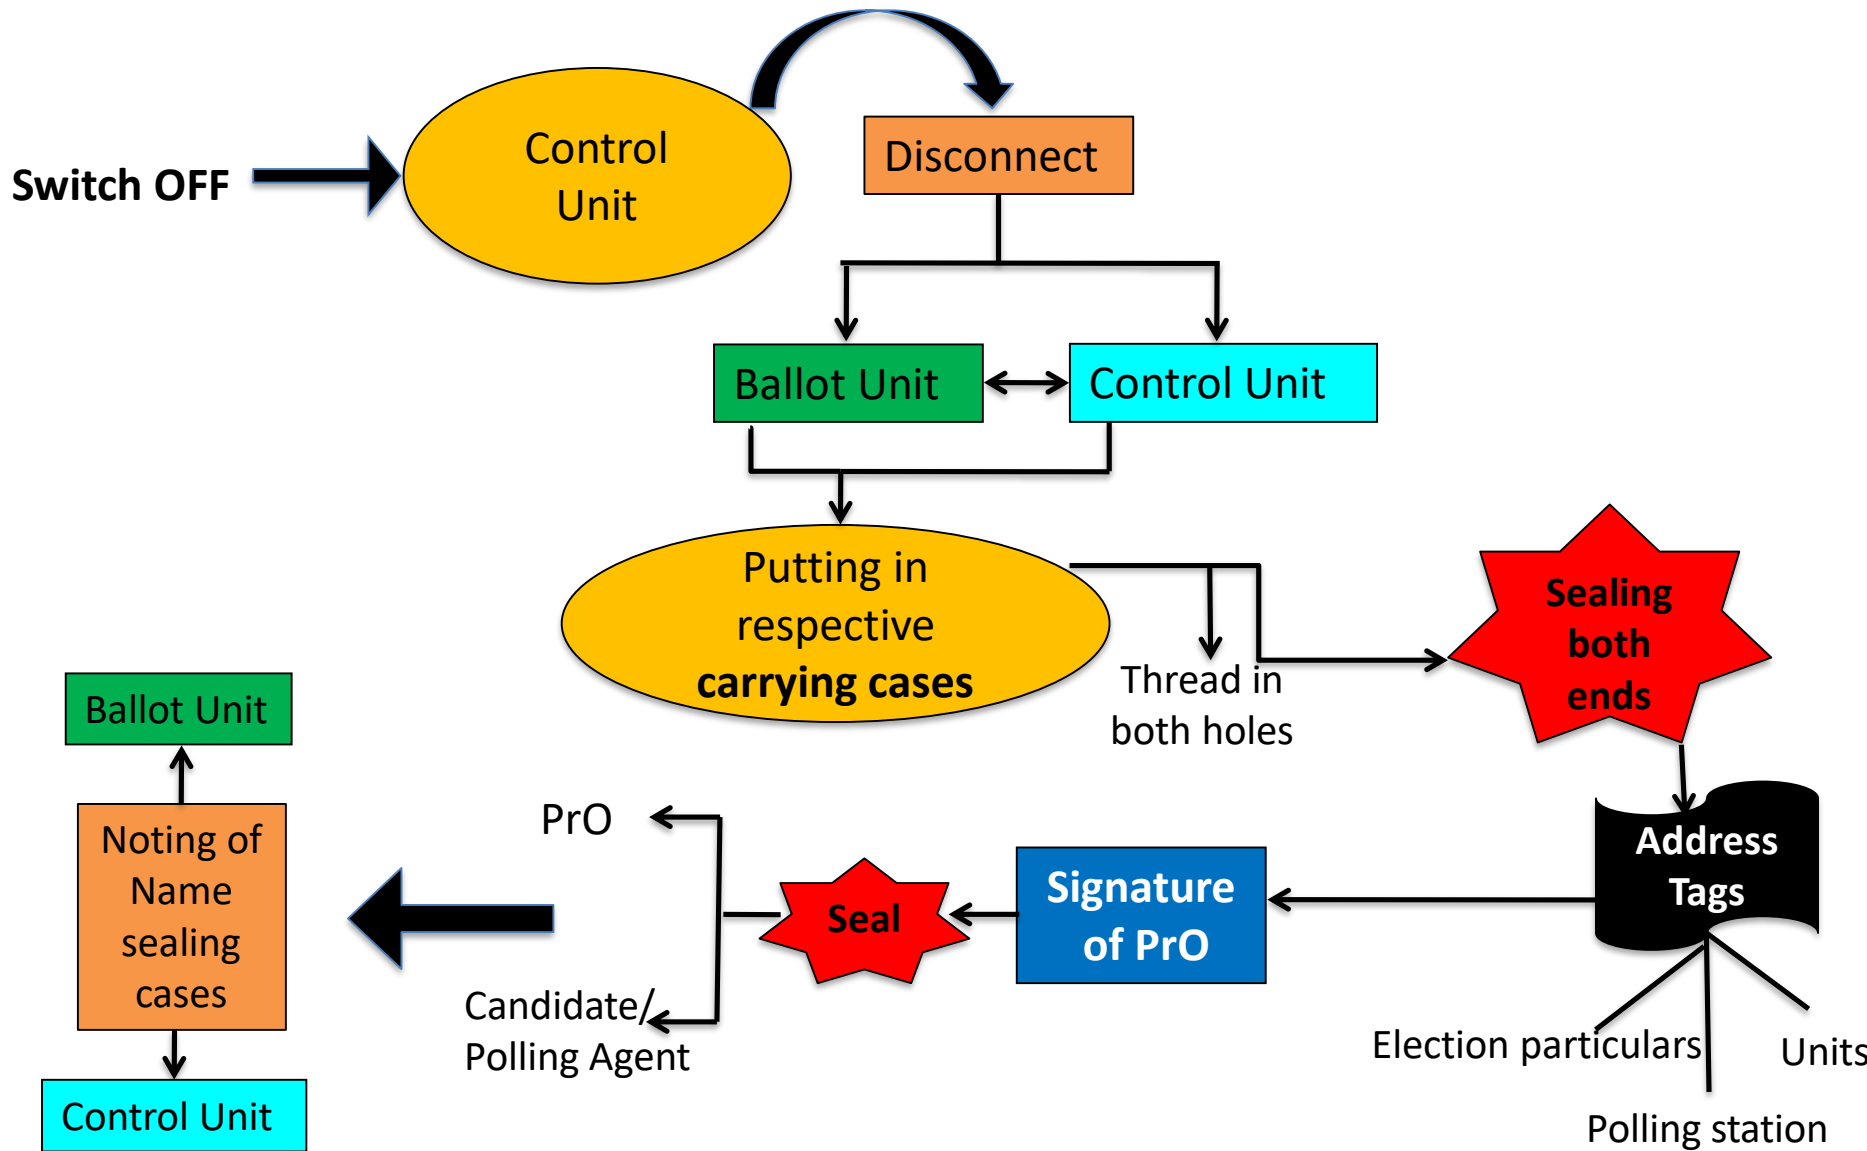 Switch OFF
Control
Unit
Disconnect
Ballot Unit
Control Unit
Putting in
respective
carrying cases
Thread in
both holes
Sealing
both
ends
Address
Tags
Election particulars
Units
Polling station
Signature
of PrO
Seal
PrO
Candidate/
Polling Agent
Ballot Unit
Noting of
Name
sealing
cases
Control Unit